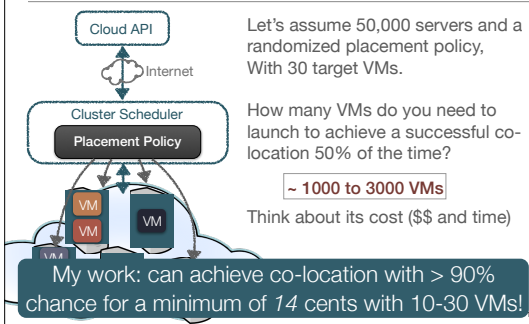 Cloud API
Internet
Cluster Scheduler
Placement Policy
VM
VM
VM
VM
Let's assume 50,000 servers and a
randomized placement policy,
With 30 target VMs.
How many VMs do you need to
launch to achieve a successful co-
location 50% of the time?
~ 1000 to 3000 VMs
Think about its cost ($$ and time)
My work: can achieve co-location with > 90%
chance for a minimum of 14 cents with 10-30 VMs!